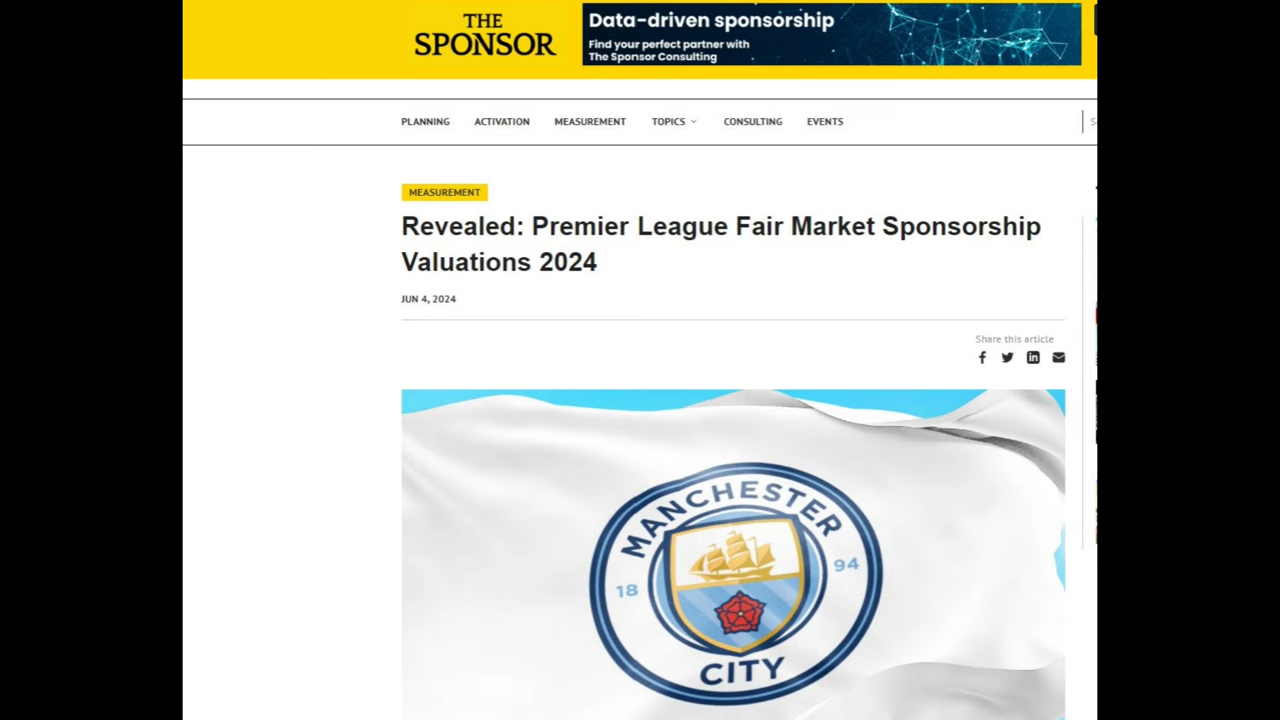 THE
SPONSOR
Data-driven sponsorship
Find your perfect partner with
The Sponsor Consulting
PLANNING
ACTIVATION
MEASUREMENT
TOPICS
CONSULTING
EVENTS
MEASUREMENT
Revealed: Premier League Fair Market Sponsorship
Valuations 2024
JUN 4, 2024
Share this article
MANCHESTER
18
94
CITY